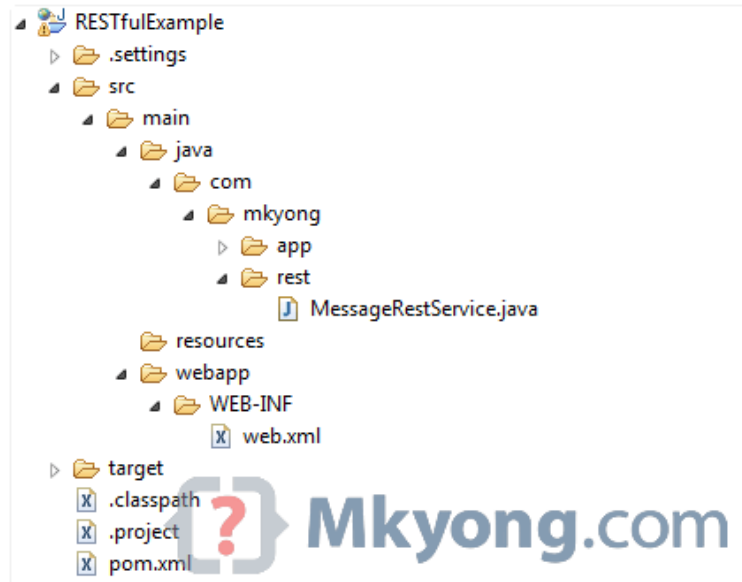 RESTfulExample
.settings
src
main
java
com
mkyong
app
rest
MessageRestService.java
resources
webapp
WEB-INF
web.xml
target
.classpath
.project
pom.xml
{?} Mkyong.com